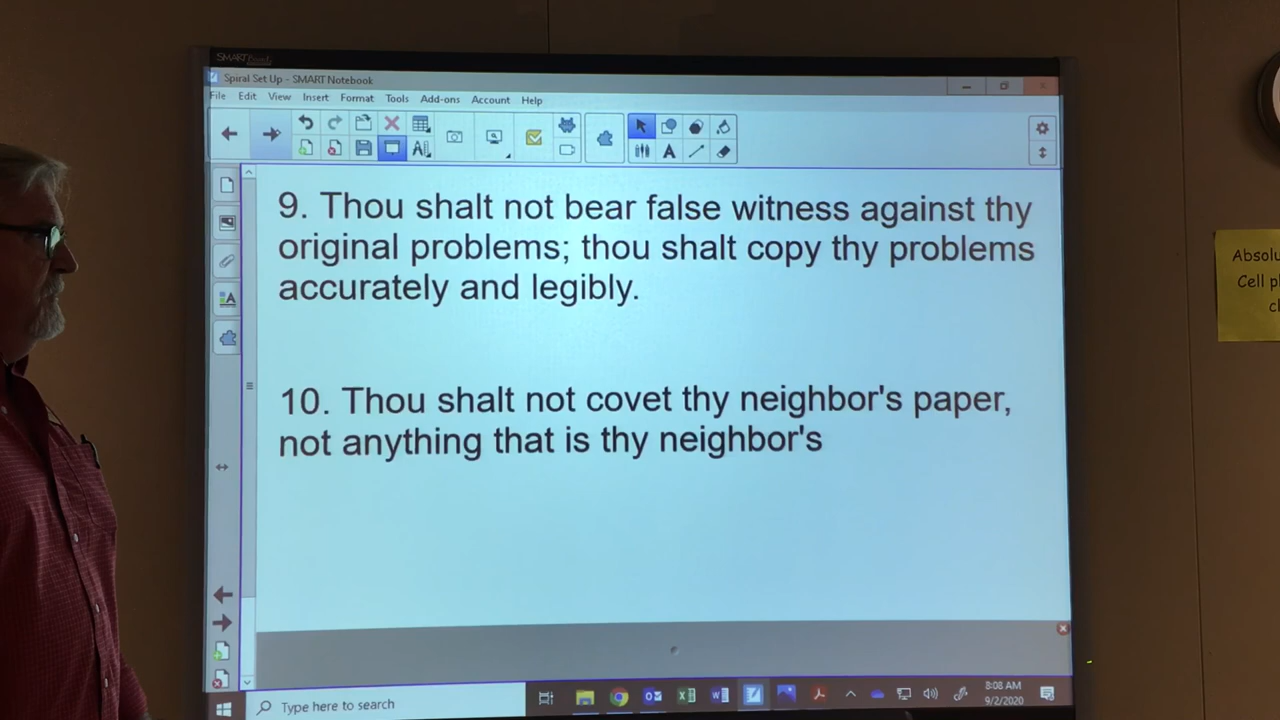 SMART Board
Spiral Set Up - SMART Notebook
File Edit View Insert Format Tools Add-ons Account Help
9. Thou shalt not bear false witness against thy
original problems; thou shalt copy thy problems
accurately and legibly.
10. Thou shalt not covet thy neighbor's paper,
not anything that is thy neighbor's
Cell
Type here to search
8:08 AM
9/2/2020